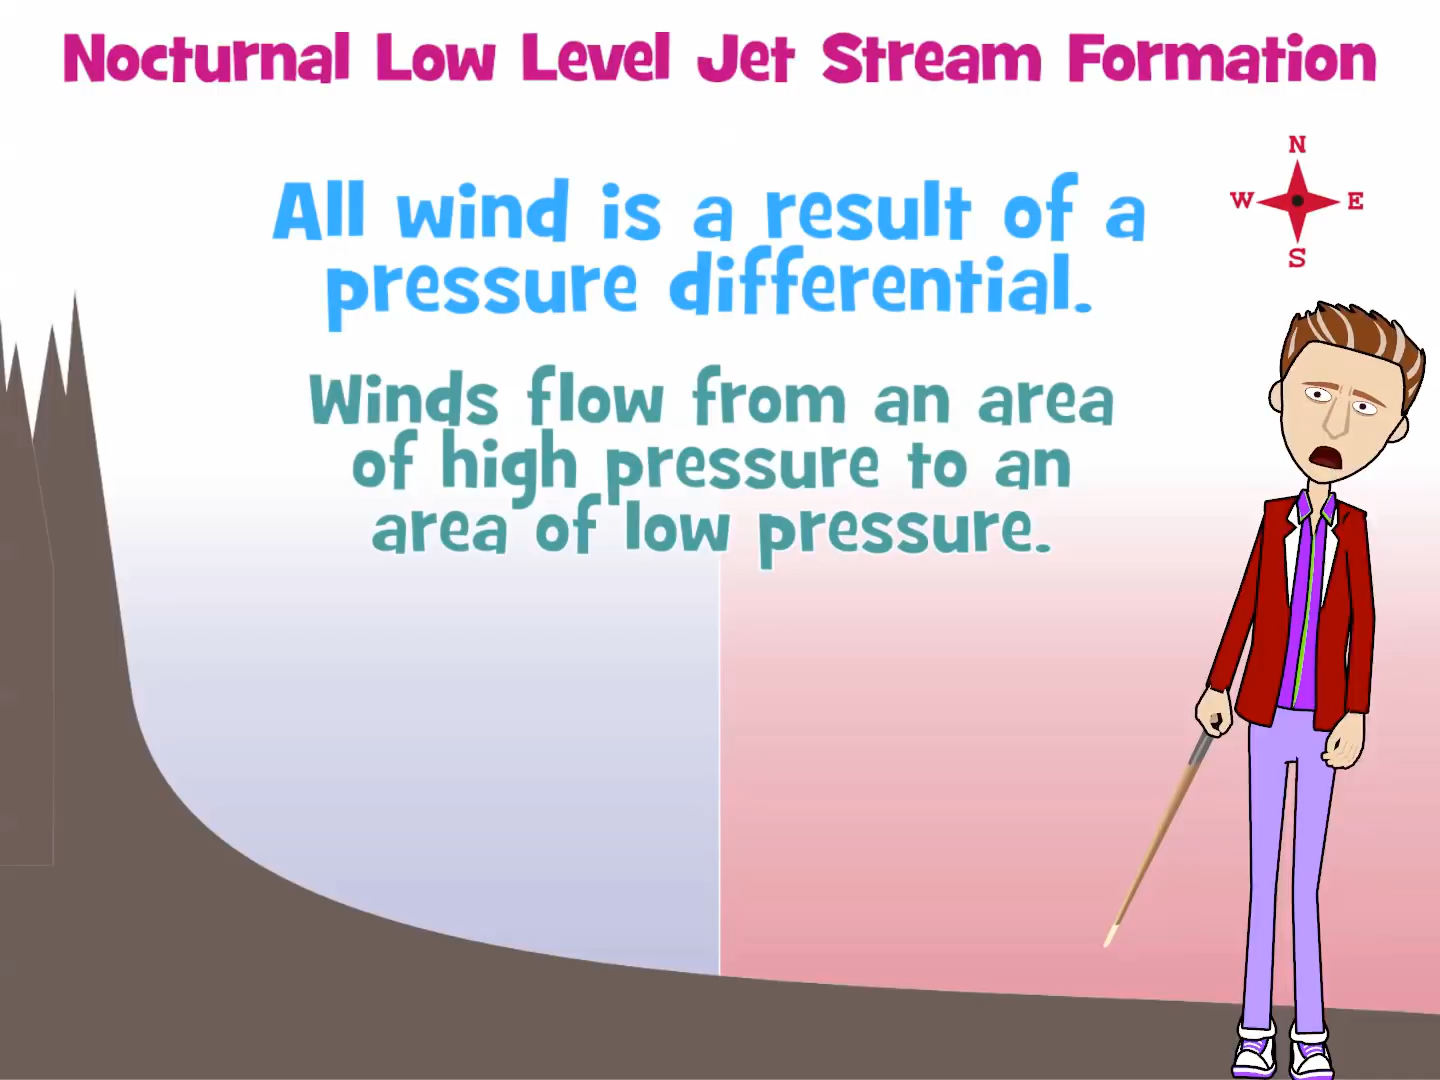 Nocturnal Low Level Jet Stream Formation
All wind is a result of a
pressure differential.
N
W E
S
Winds flow from an area
of high pressure to an
area of low pressure.